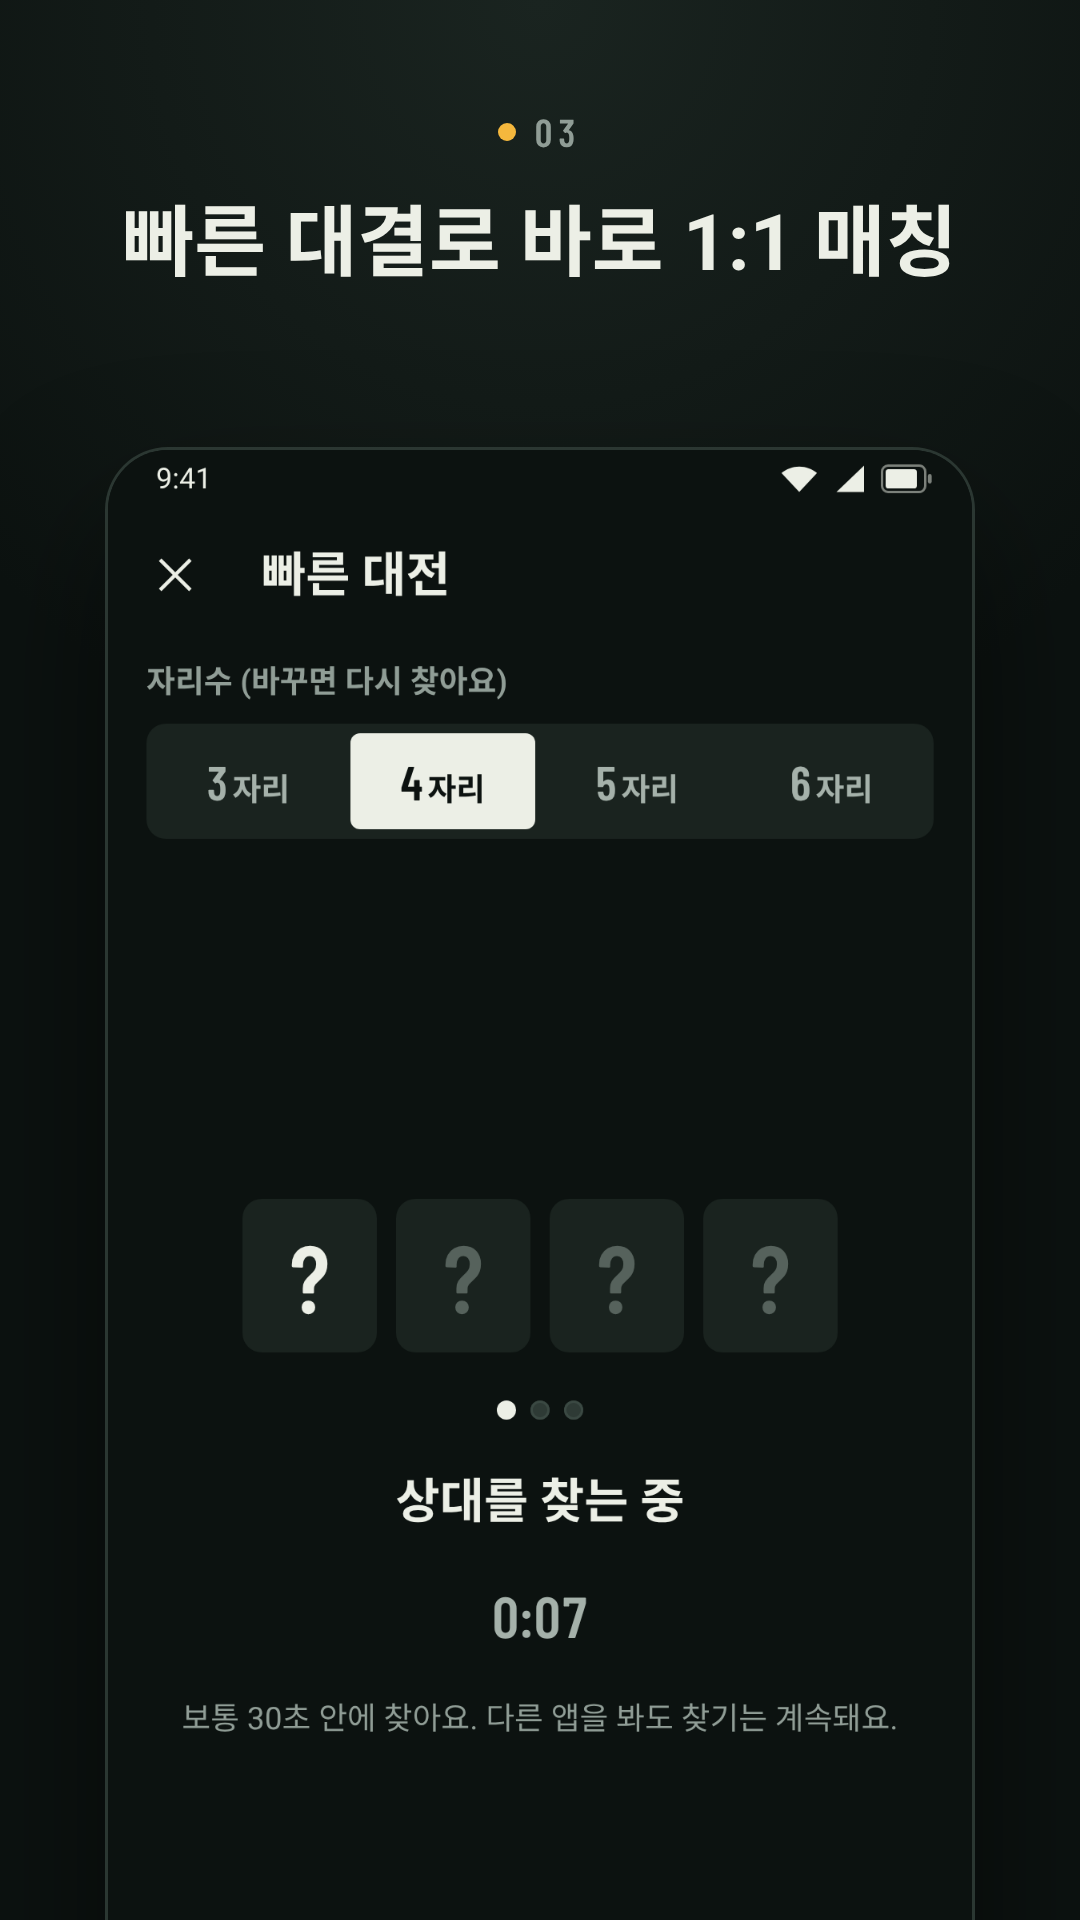 03
빠른 대결로 바로 1:1 매칭
9:41
빠른 대전
자리수 (바꾸면 다시 찾아요)
3자리 4자리 5자리 6자리
? ? ? ?
상대를 찾는 중
0:07
보통 30초 안에 찾아요. 다른 앱을 봐도 찾기는 계속돼요.